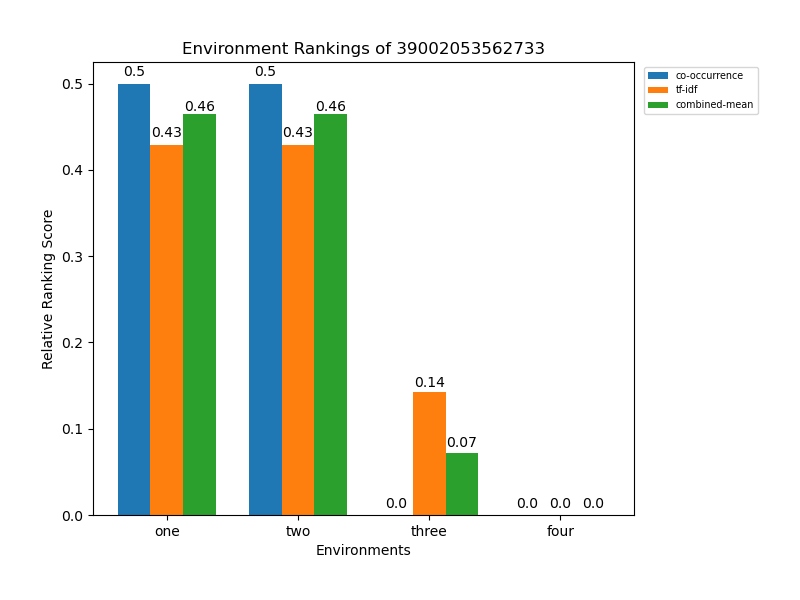 Environment Rankings of 39002053562733
co-occurrence
tf-idf
combined-mean
Relative Ranking Score
0.5
0.4
0.3
0.2
0.1
0.0
0.5
0.43
0.46
0.5
0.43
0.46
0.0
0.14
0.07
0.0
0.0
0.0
one
two
three
four
Environments